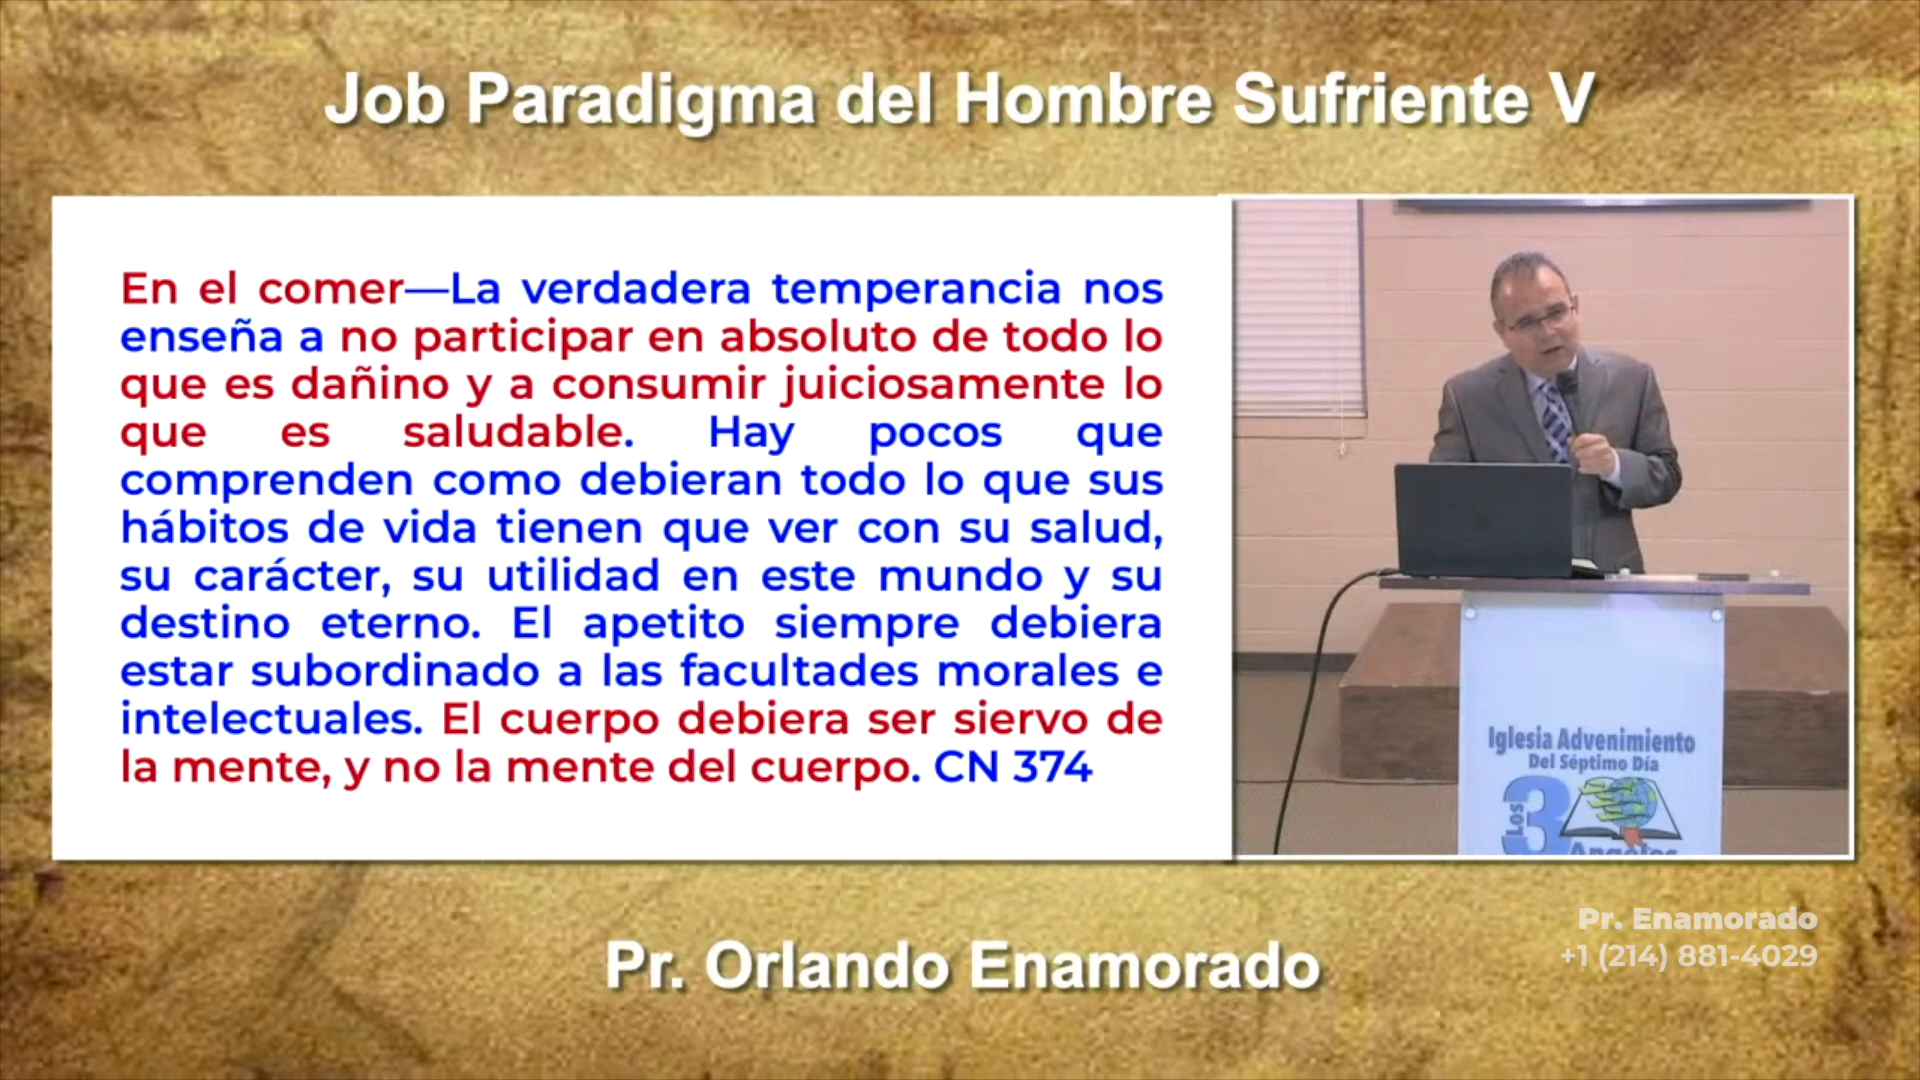 Job Paradigma del Hombre Sufriente V
En el comer—La verdadera temperancia nos
enseña a no participar en absoluto de todo lo
que es dañino y a consumir juiciosamente lo
que es saludable. Hay pocos que
comprenden como debieran todo lo que sus
hábitos de vida tienen que ver con su salud,
su carácter, su utilidad en este mundo y su
destino eterno. El apetito siempre debiera
estar subordinado a las facultades morales e
intelectuales. El cuerpo debiera ser siervo de
la mente, y no la mente del cuerpo. CN 374
Iglesia Advenimiento
Del Séptimo Día
Los 3
Angeles
Pr. Enamorado
+1 (214) 881-4029
Pr. Orlando Enamorado